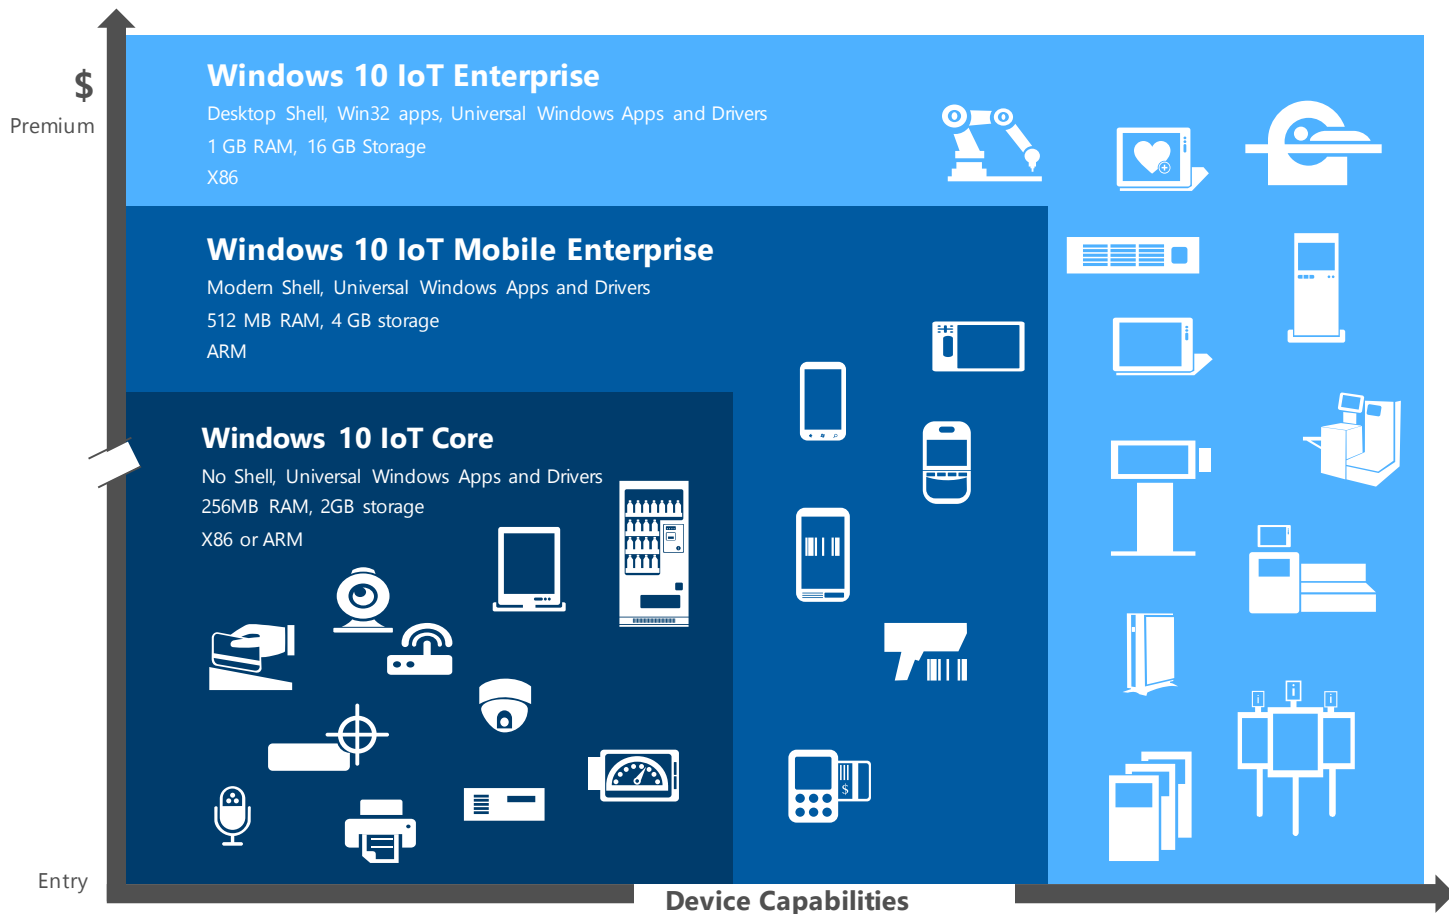 $
Premium
Windows 10 IoT Enterprise
Desktop Shell, Win32 apps, Universal Windows Apps and Drivers
1 GB RAM, 16 GB Storage
X86
Windows 10 IoT Mobile Enterprise
Modern Shell, Universal Windows Apps and Drivers
512 MB RAM, 4 GB storage
ARM
Windows 10 IoT Core
No Shell, Universal Windows Apps and Drivers
256MB RAM, 2GB storage
X86 or ARM
i
i
i
$
Entry
Device Capabilities